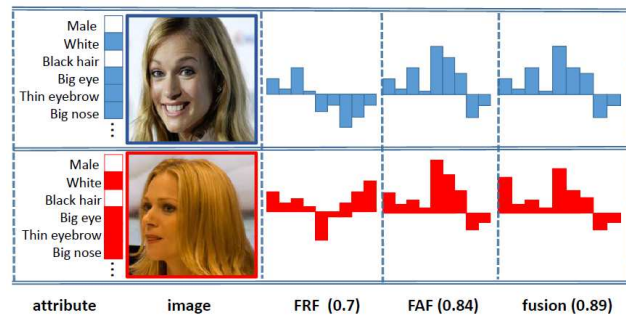 Male
White
Black hair
Big eye
Thin eyebrow
Big nose
Male
White
Black hair
Big eye
Thin eyebrow
Big nose
attribute image FRF (0.7) FAF (0.84) fusion (0.89)